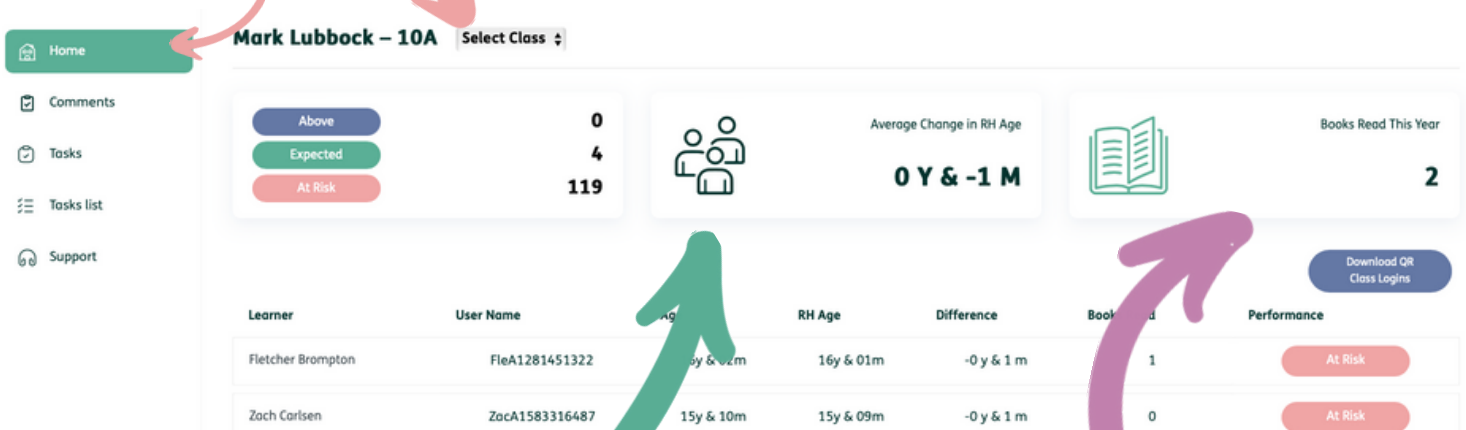 Home
Comments
Tasks
Tasks list
Support
Mark Lubbock – 10A Select Class
Above 0
Expected 4
At Risk 119
Average Change in RH Age
0 Y & -1 M
Books Read This Year
2
Download QR
Class Logins
Learner User Name RH Age Difference Performance
Fletcher Brompton FleA1281451322 16y & 01m -0 y & 1 m 1 At Risk
Zach Carlsen ZacA1583316487 15y & 10m 15y & 09m -0 y & 1 m 0 At Risk